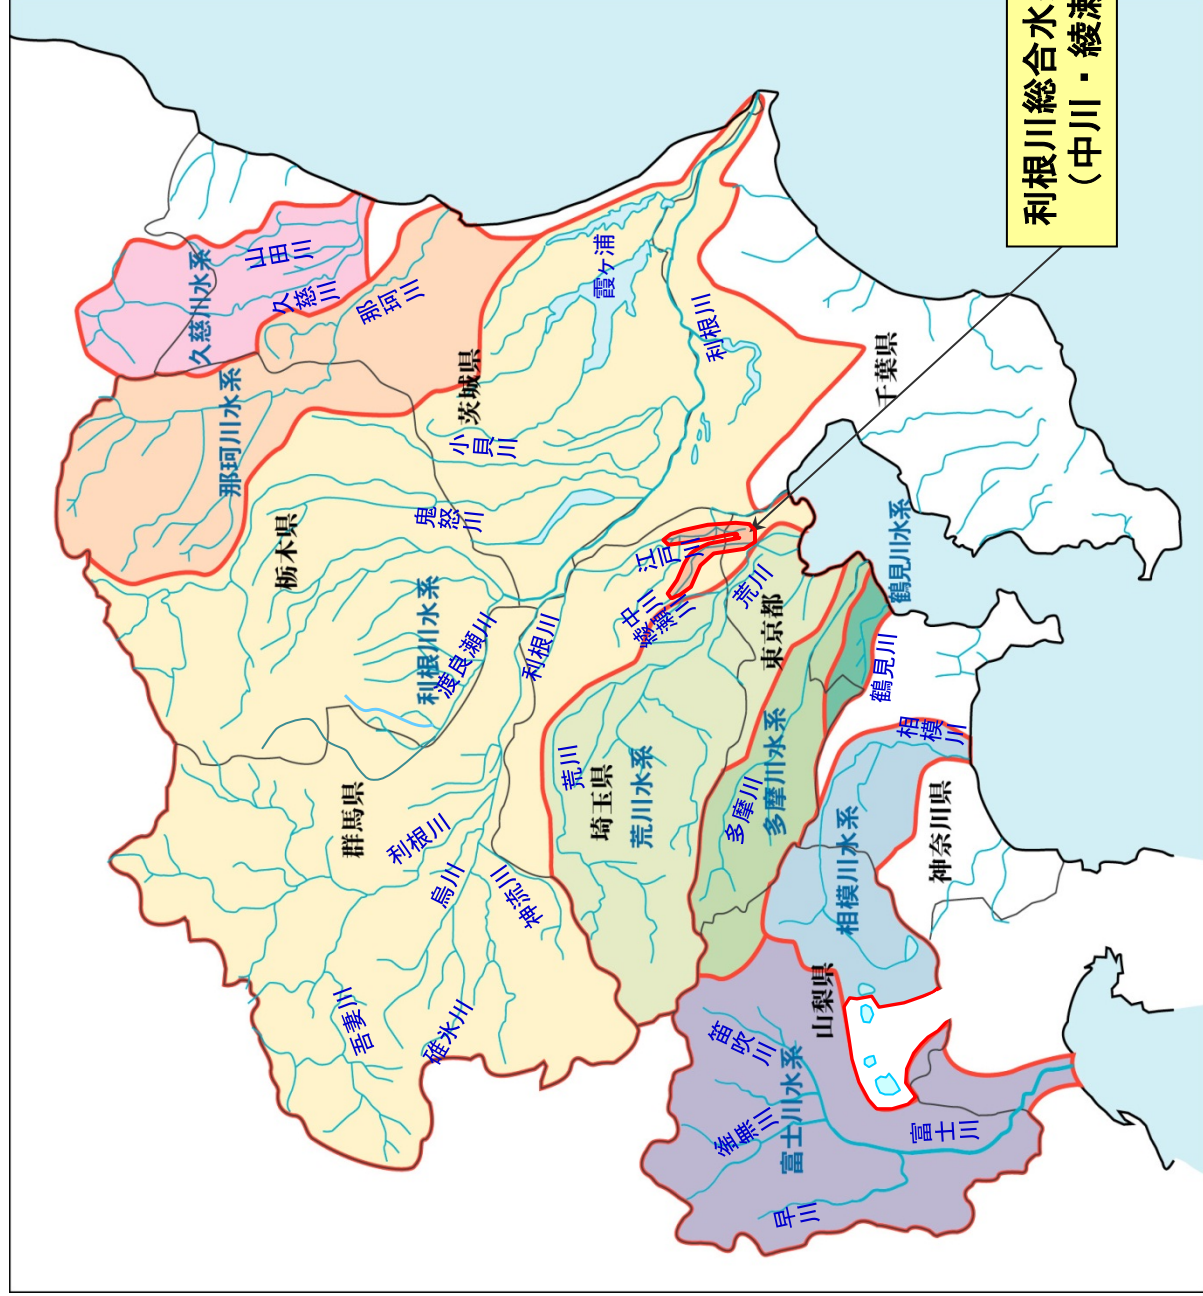 利根川総合水
（中川・綾瀬
久慈川水系
山田川
久慈川
那珂川
那珂川水系
茨城県
霞ヶ浦
利根川
千葉県
小貝川
鬼怒川
栃木県
利根川水系
渡良瀬川
利根川
江戸川
中川
綾瀬川
荒川
東京都
鶴見川水系
鶴見川
相模川
群馬県
利根川
烏川
神流川
荒川
埼玉県
荒川水系
多摩川
多摩川水系
相模川水系
神奈川県
吾妻川
碓氷川
山梨県
笛吹川
釜無川
富士川水系
富士川
早川